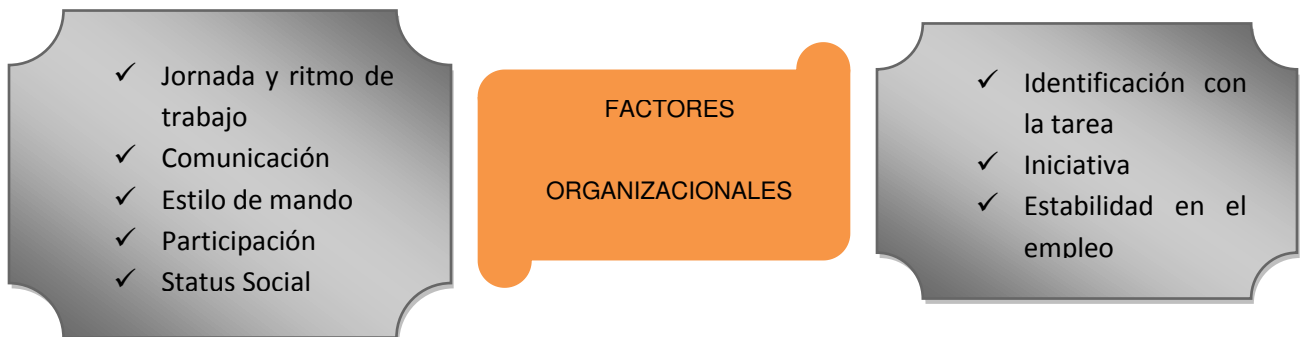 Jornada y ritmo de
trabajo
Comunicación
Estilo de mando
Participación
Status Social
FACTORES
ORGANIZACIONALES
Identificación con
la tarea
Iniciativa
Estabilidad en el
empleo